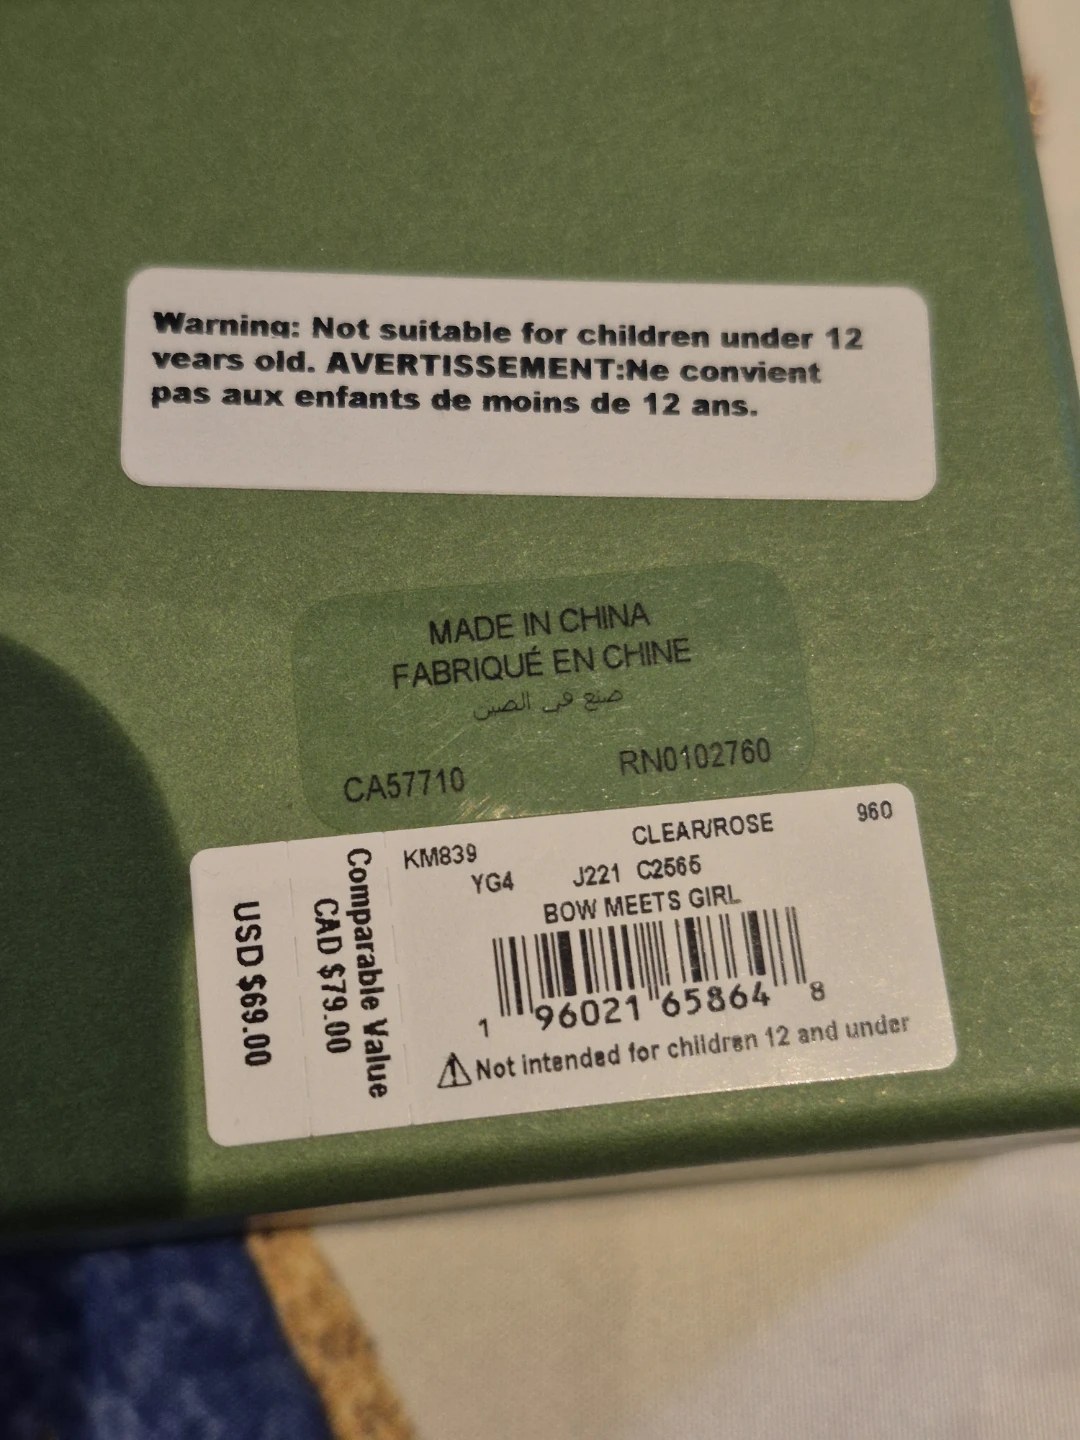 Warning: Not suitable for children under 12
years old. AVERTISSEMENT:Ne convient
pas aux enfants de moins de 12 ans.
MADE IN CHINA
FABRIQUÉ EN CHINE
صنع في الصين
CA57710 RN0102760
KM839 CLEAR/ROSE 960
YG4 J221 C2565
BOW MEETS GIRL
1 96021 65864 8
Not intended for children 12 and under
Comparable Value
CAD $79.00
USD $69.00